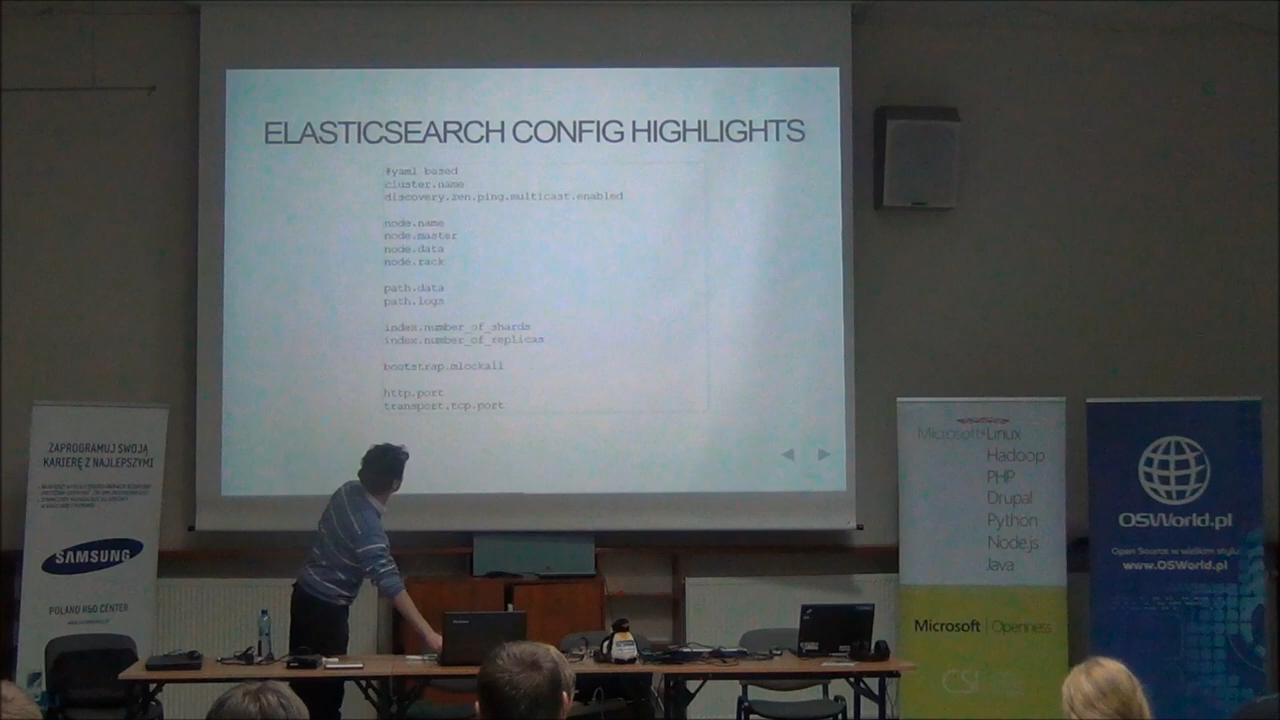 ELASTICSEARCH CONFIG HIGHLIGHTS
#yaml based
cluster.name
discovery.zen.ping.multicast.enabled
node.name
node.master
node.data
node.rack
path.data
path.logs
index.number_of_shards
index.number_of_replicas
bootstrap.mlockall
http.port
transport.tcp.port
ZAPROGRAMUJ SWOJĄ
KARIERĘ Z NAJLEPSZYMI
SAMSUNG
POLAND R&D CENTER
Microsoft+Linux
Hadoop
PHP
Drupal
Python
Node.js
Java
Microsoft | Openness
CSI
OSWorld.pl
Open Source w wielkim stylu
www.OSWorld.pl